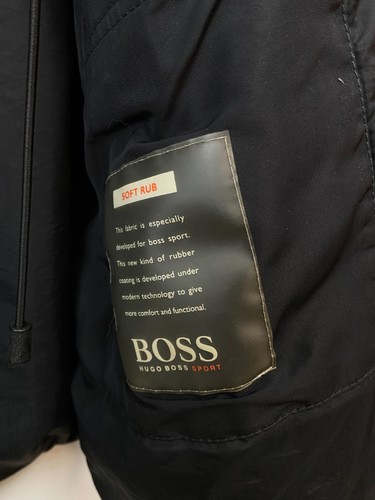 SOFT RUB
This fabric is especially
developed for boss sport.
This new kind of rubber
coating is developed under
modern technology to give
more comfort and functional.
BOSS
HUGO BOSS SPORT